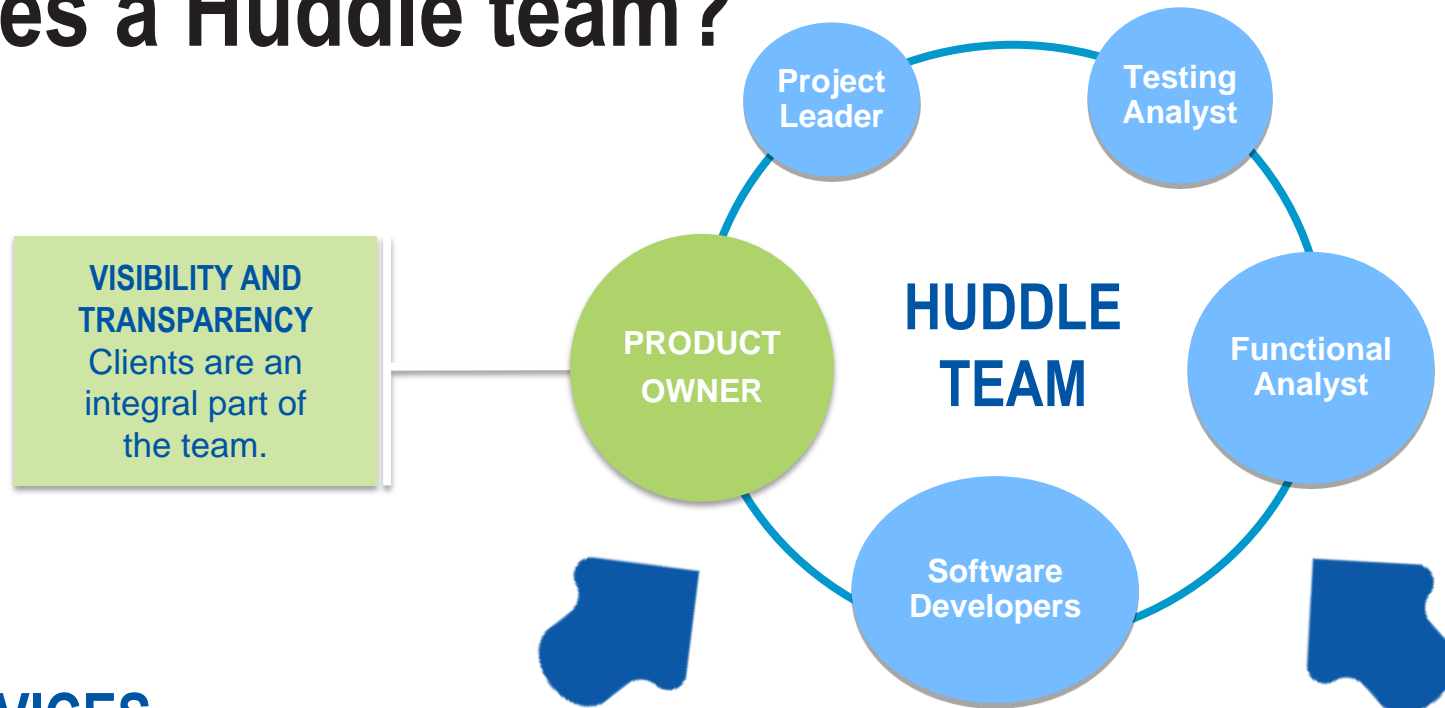 es a Huddle team?
Project
Leader
Testing
Analyst
VISIBILITY AND
TRANSPARENCY
Clients are an
integral part of
the team.
PRODUCT
OWNER
HUDDLE
TEAM
Functional
Analyst
Software
Developers